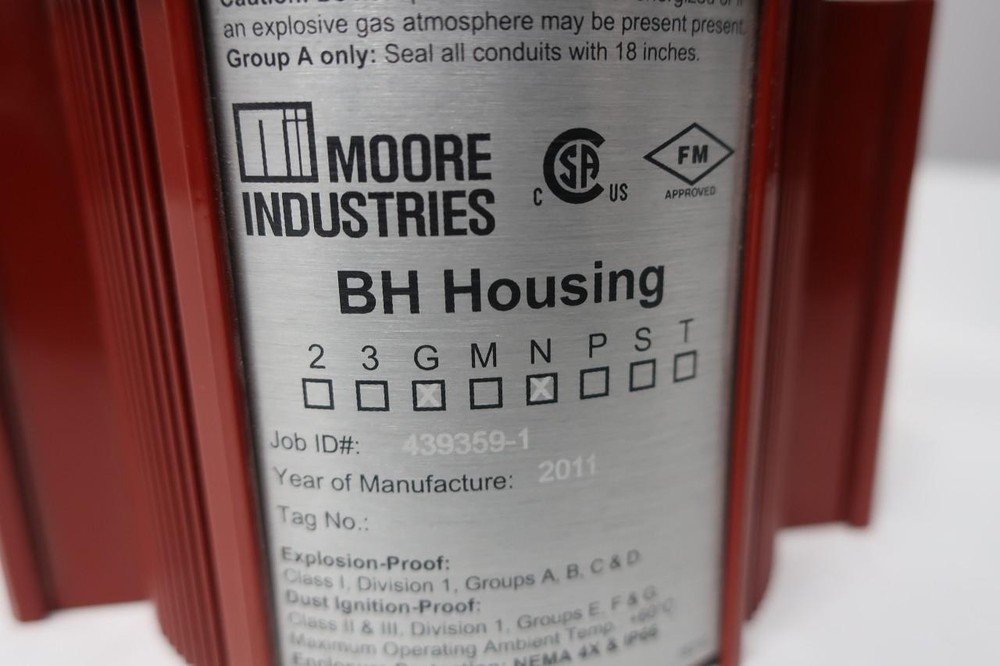 an explosive gas atmosphere may be present present.
Group A only: Seal all conduits with 18 inches.
MOORE
INDUSTRIES
C SA US
FM
APPROVED
BH Housing
2 3 G M N P S T
X X
Job ID#: 439359-1
Year of Manufacture: 2011
Tag No.:
Explosion-Proof:
Class I, Division 1, Groups A, B, C & D
Dust Ignition-Proof:
Class II & III, Division 1, Groups E, F & G
Maximum Operating Ambient Temp. +60°C
NEMA 4X & IP66